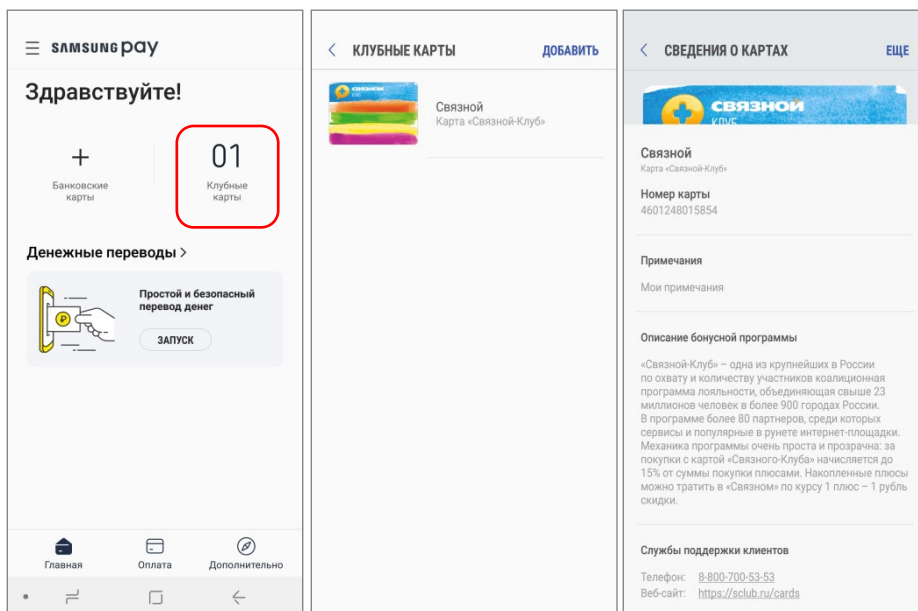 SAMSUNG pay
Здравствуйте!
+
Банковские
карты
01
Клубные
карты
Денежные переводы >
Простой и безопасный
перевод денег
ЗАПУСК
Главная
Оплата
Дополнительно
КЛУБНЫЕ КАРТЫ
ДОБАВИТЬ
СВЯЗНОЙ
КЛУБ
Связной
Карта «Связной-Клуб»
СВЕДЕНИЯ О КАРТАХ
ЕЩЕ
СВЯЗНОЙ
КЛУБ
Связной
Карта «Связной-Клуб»
Номер карты
4601248015854
Примечания
Мои примечания
Описание бонусной программы
«Связной-Клуб» – одна из крупнейших в России
по охвату и количеству участников коалиционная
программа лояльности, объединяющая свыше 23
миллионов человек в более 900 городах России.
В программе более 80 партнеров, среди которых
сервисы и популярные в рунете интернет-площадки.
Механика программы очень проста и прозрачна: за
покупки с картой «Связного-Клуба» начисляется до
15% от суммы покупки плюсами. Накопленные плюсы
можно тратить в «Связном» по курсу 1 плюс – 1 рубль
скидки.
Службы поддержки клиентов
Телефон: 8-800-700-53-53
Веб-сайт: https://sclub.ru/cards